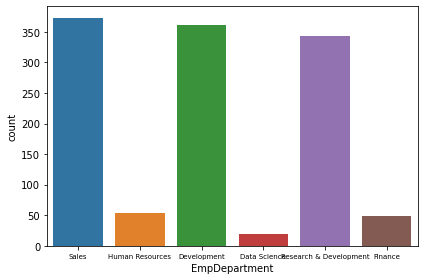 350
300
250
200
150
100
50
0
count
Sales Human Resources Development Data Science Research & Development Finance
EmpDepartment